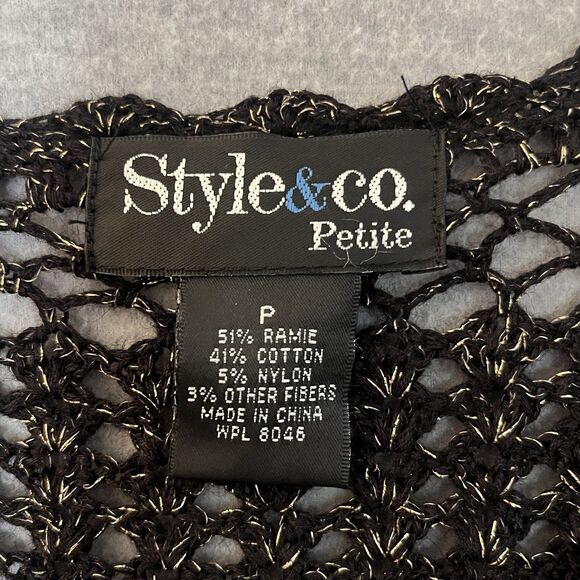 Style&co.
Petite
P
51% RAMIE
41% COTTON
5% NYLON
3% OTHER FIBERS
MADE IN CHINA
WPL 8046